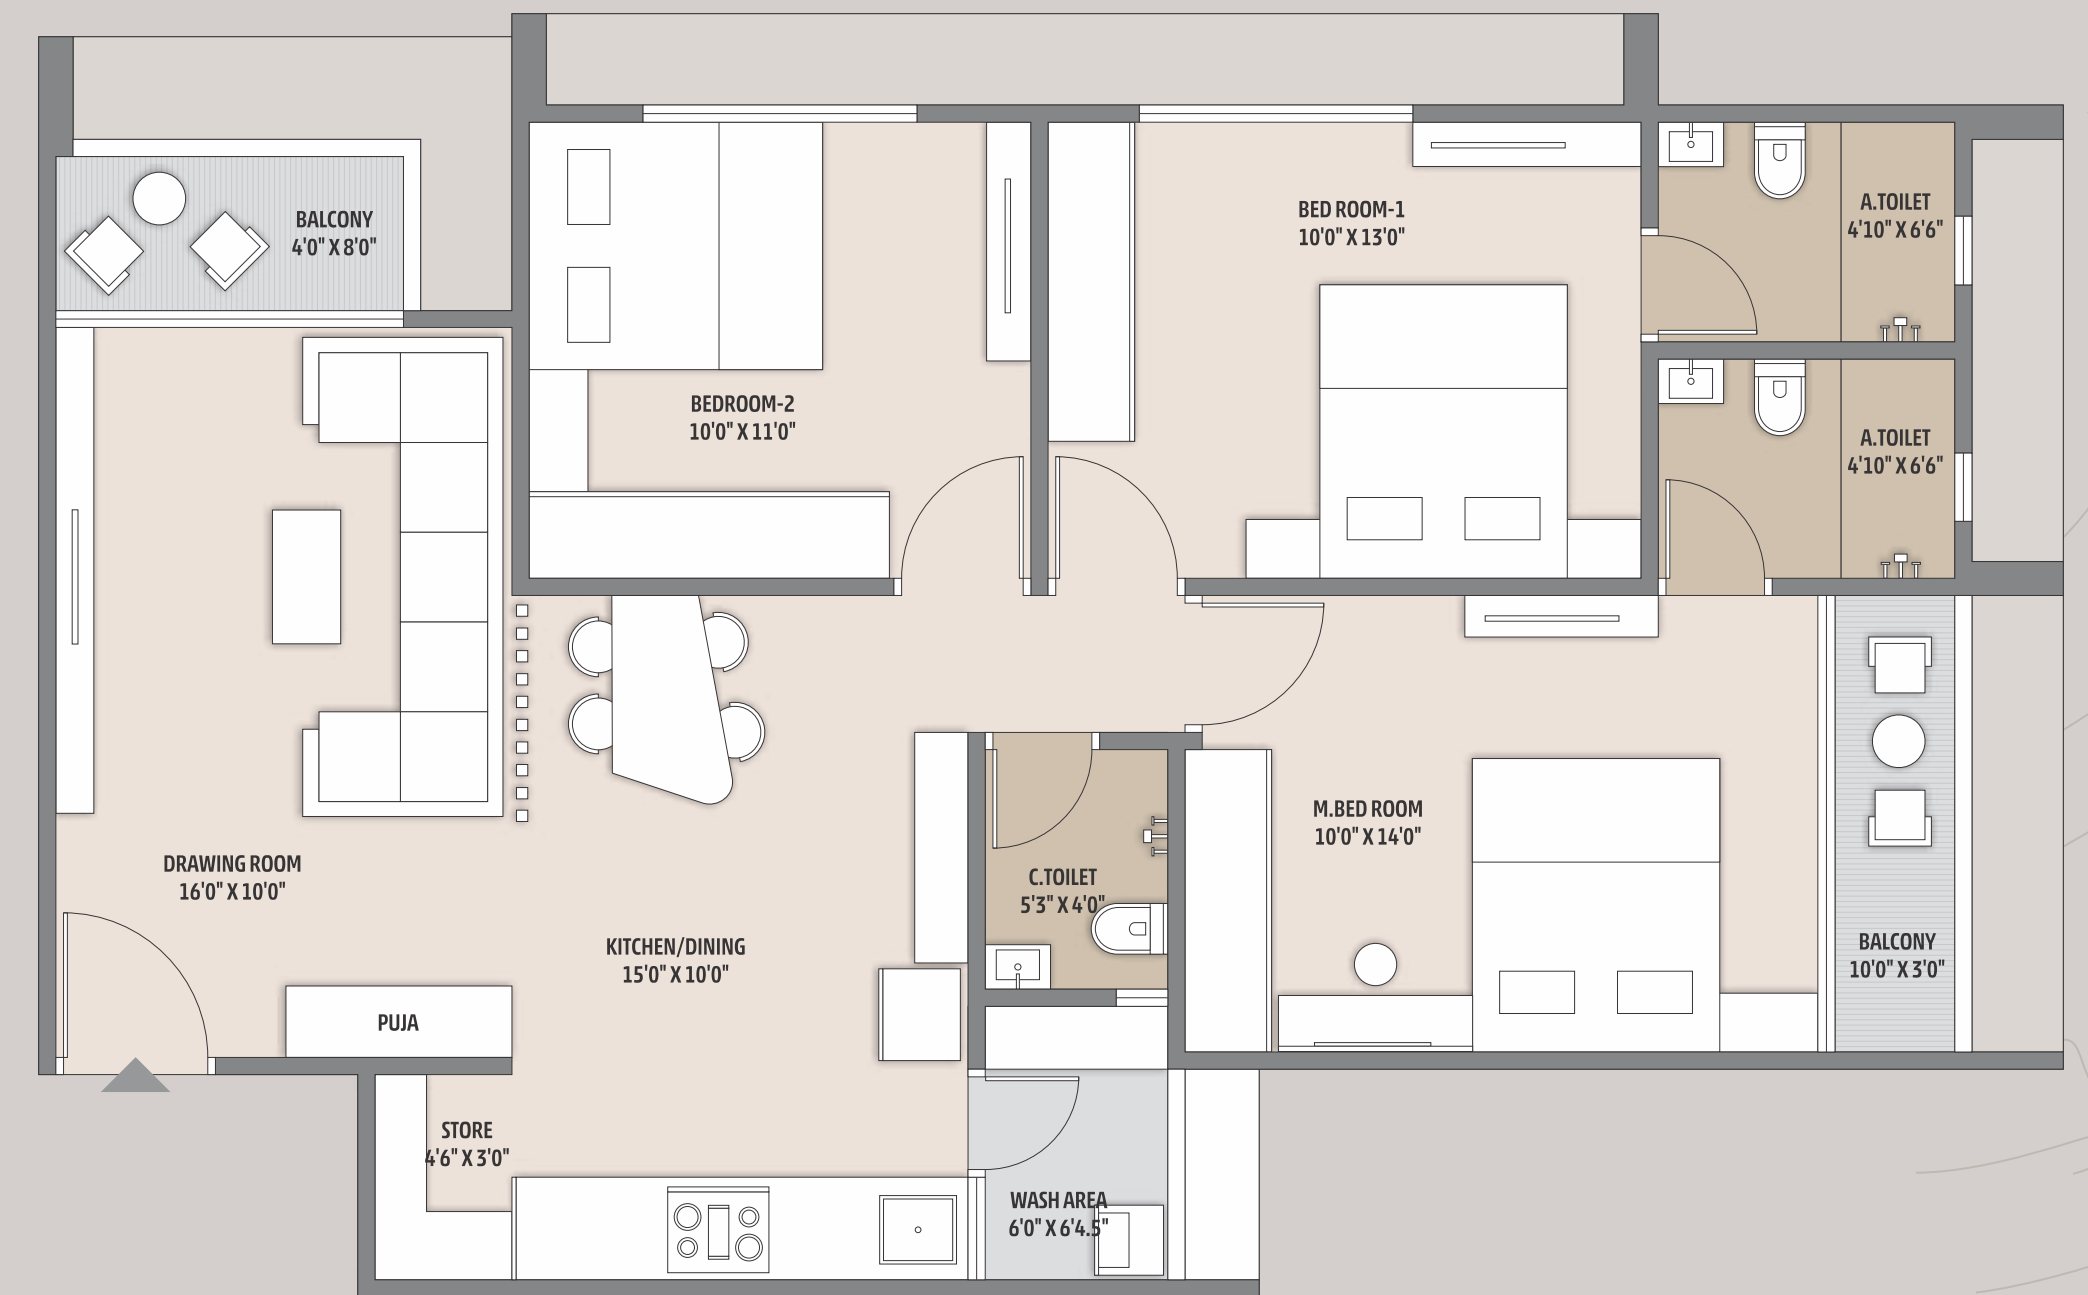 BALCONY
4'0" X 8'0"
BED ROOM-1
10'0" X 13'0"
A.TOILET
4'10" X 6'6"
BEDROOM-2
10'0" X 11'0"
A.TOILET
4'10" X 6'6"
DRAWING ROOM
16'0" X 10'0"
KITCHEN/DINING
15'0" X 10'0"
C.TOILET
5'3" X 4'0"
M.BED ROOM
10'0" X 14'0"
BALCONY
10'0" X 3'0"
PUJA
STORE
4'6" X 3'0"
WASH AREA
6'0" X 6'4.5"